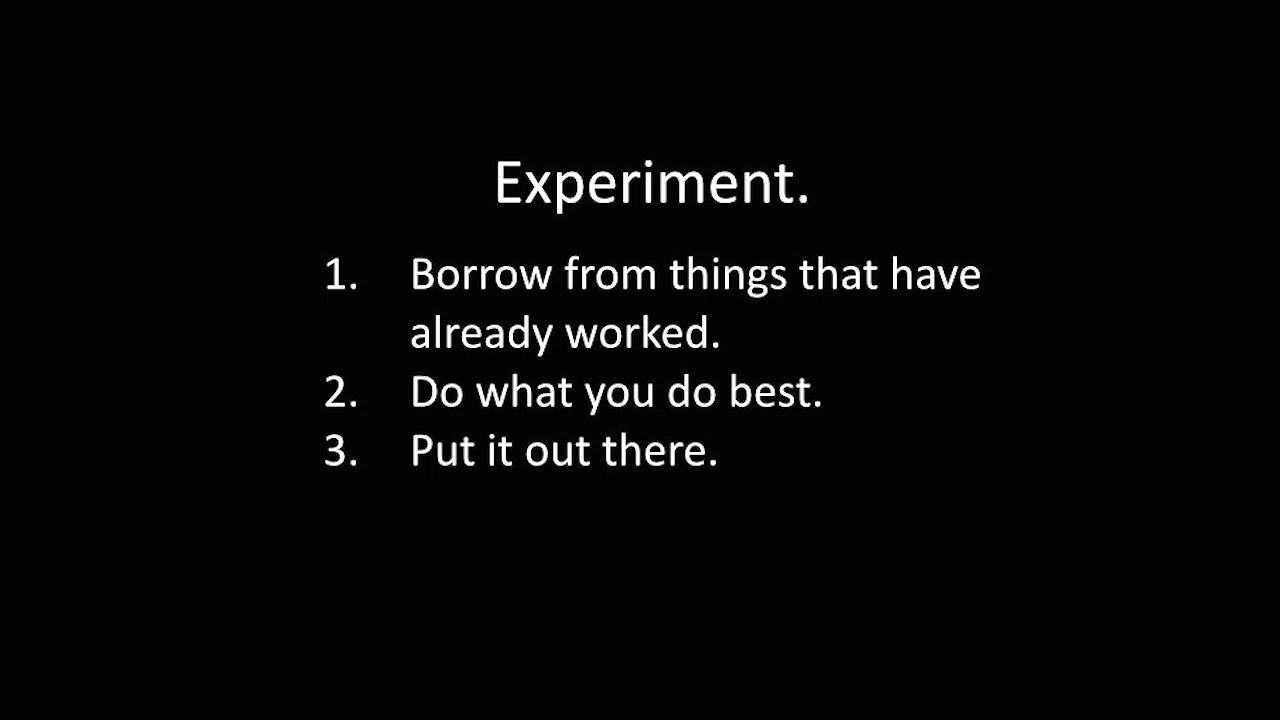 Experiment.
1. Borrow from things that have
already worked.
2. Do what you do best.
3. Put it out there.